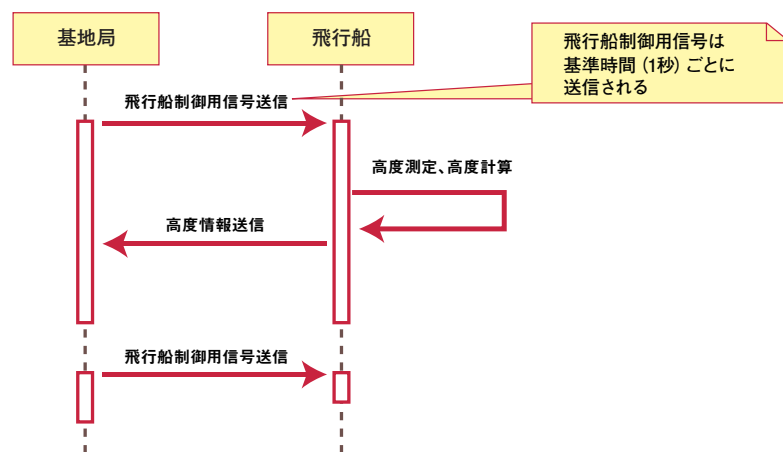 基地局
飛行船
飛行船制御用信号は
基準時間(1秒)ごとに
送信される
飛行船制御用信号送信
高度測定、高度計算
高度情報送信
飛行船制御用信号送信